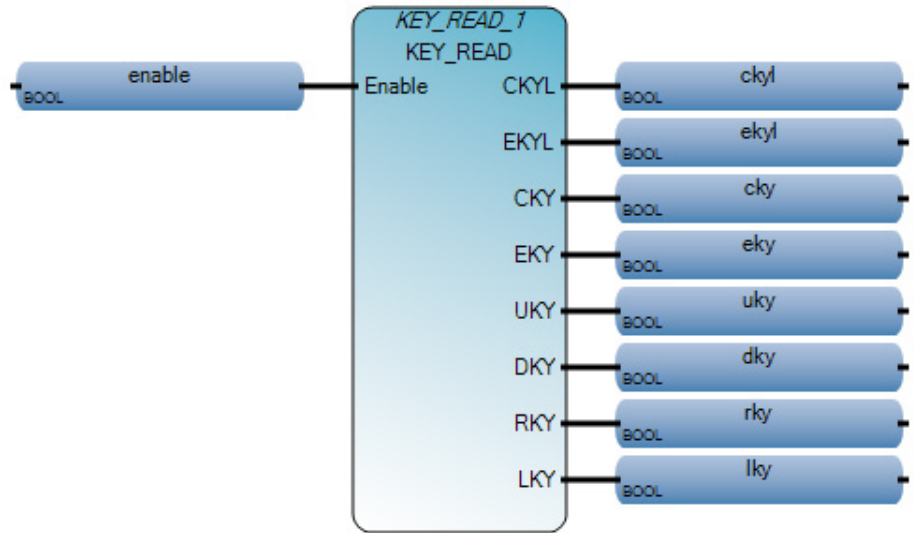 KEY_READ_1
KEY_READ
enable
BOOL
Enable
CKYL
ckyl
BOOL
EKYL
ekyl
BOOL
CKY
cky
BOOL
EKY
eky
BOOL
UKY
uky
BOOL
DKY
dky
BOOL
RKY
rky
BOOL
LKY
lky
BOOL